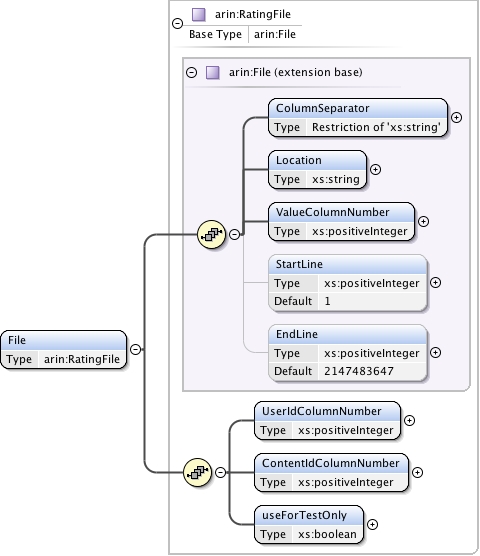 arin:RatingFile
Base Type arin:File
arin:File (extension base)
ColumnSeparator
Type Restriction of 'xs:string'
Location
Type xs:string
ValueColumnNumber
Type xs:positiveInteger
StartLine
Type xs:positiveInteger
Default 1
EndLine
Type xs:positiveInteger
Default 2147483647
File
Type arin:RatingFile
UserIdColumnNumber
Type xs:positiveInteger
ContentIdColumnNumber
Type xs:positiveInteger
useForTestOnly
Type xs:boolean